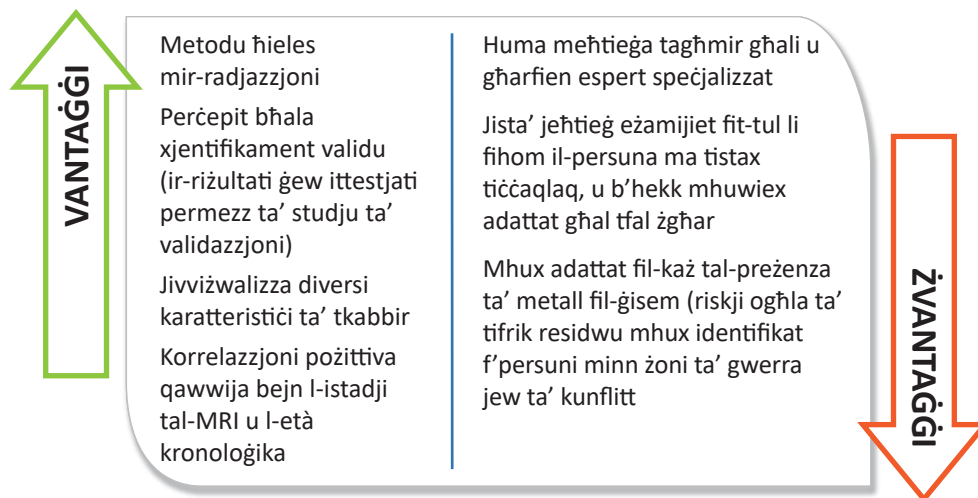 VANTAĠĠI
Metodu ħieles
mir-radjazzjoni
Perċepit bħala
xjentifikament validu
(ir-riżultati ġew ittestjati
permezz ta’ studju ta’
validazzjoni)
Jivviżwalizza diversi
karatteristiċi ta’ tkabbir
Korrelazzjoni pożittiva
qawwija bejn l-istadji
tal-MRI u l-età
kronoloġika
Huma meħtieġa tagħmir għali u
għarfien espert speċjalizzat
Jista’ jeħtieġ eżamijiet fit-tul li
fihom il-persuna ma tistax
tiċċaqlaq, u b’hekk mhuwiex
adattat għal tfal żgħar
Mhux adattat fil-każ tal-preżenza
ta’ metall fil-ġisem (riskji ogħla ta’
tifrik residwu mhux identifikat
f’persuni minn żoni ta’ gwerra
jew ta’ kunflitt
ŻVANTAĠĠI